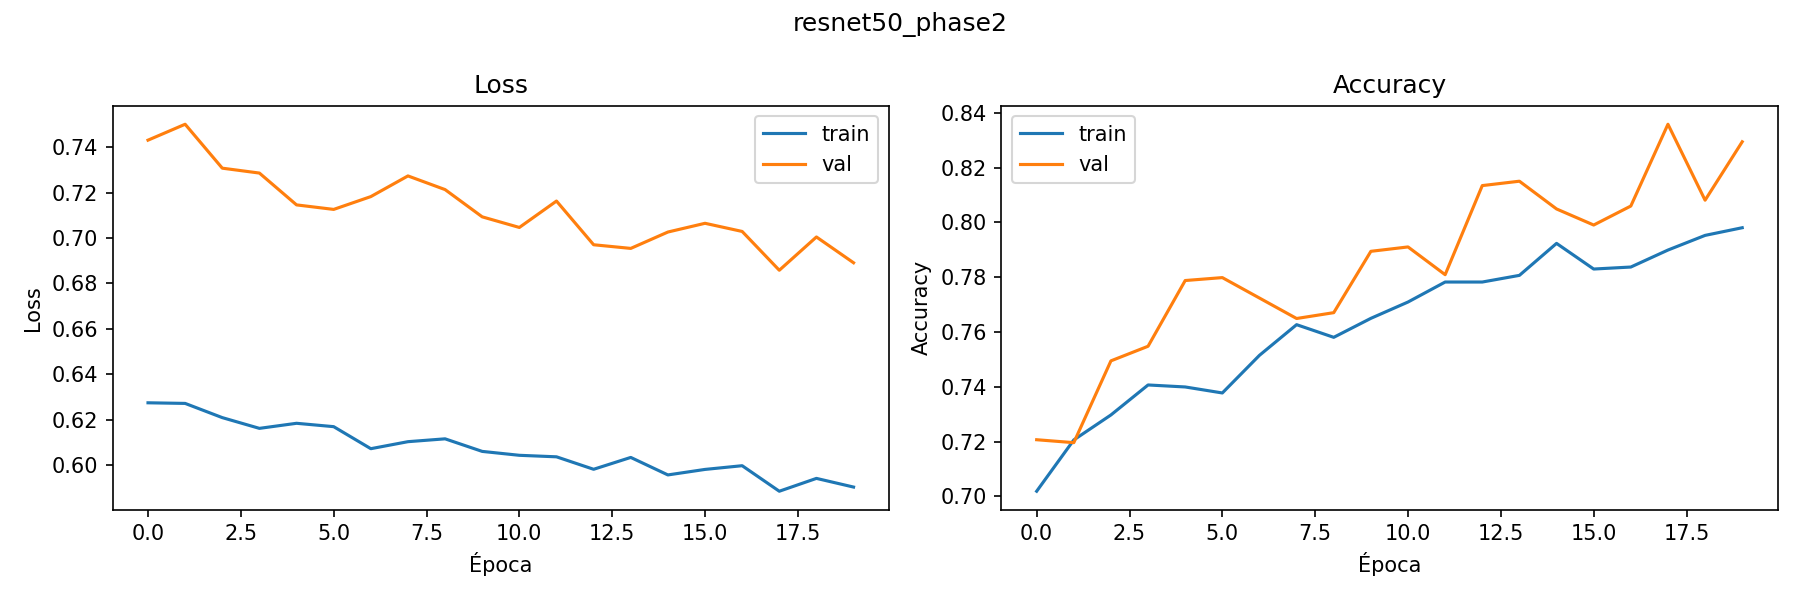 resnet50_phase2
Loss
train
val
0.74
0.72
0.70
0.68
0.66
0.64
0.62
0.60
Loss
0.0 2.5 5.0 7.5 10.0 12.5 15.0 17.5
Época
Accuracy
train
val
0.84
0.82
0.80
0.78
0.76
0.74
0.72
0.70
Accuracy
0.0 2.5 5.0 7.5 10.0 12.5 15.0 17.5
Época